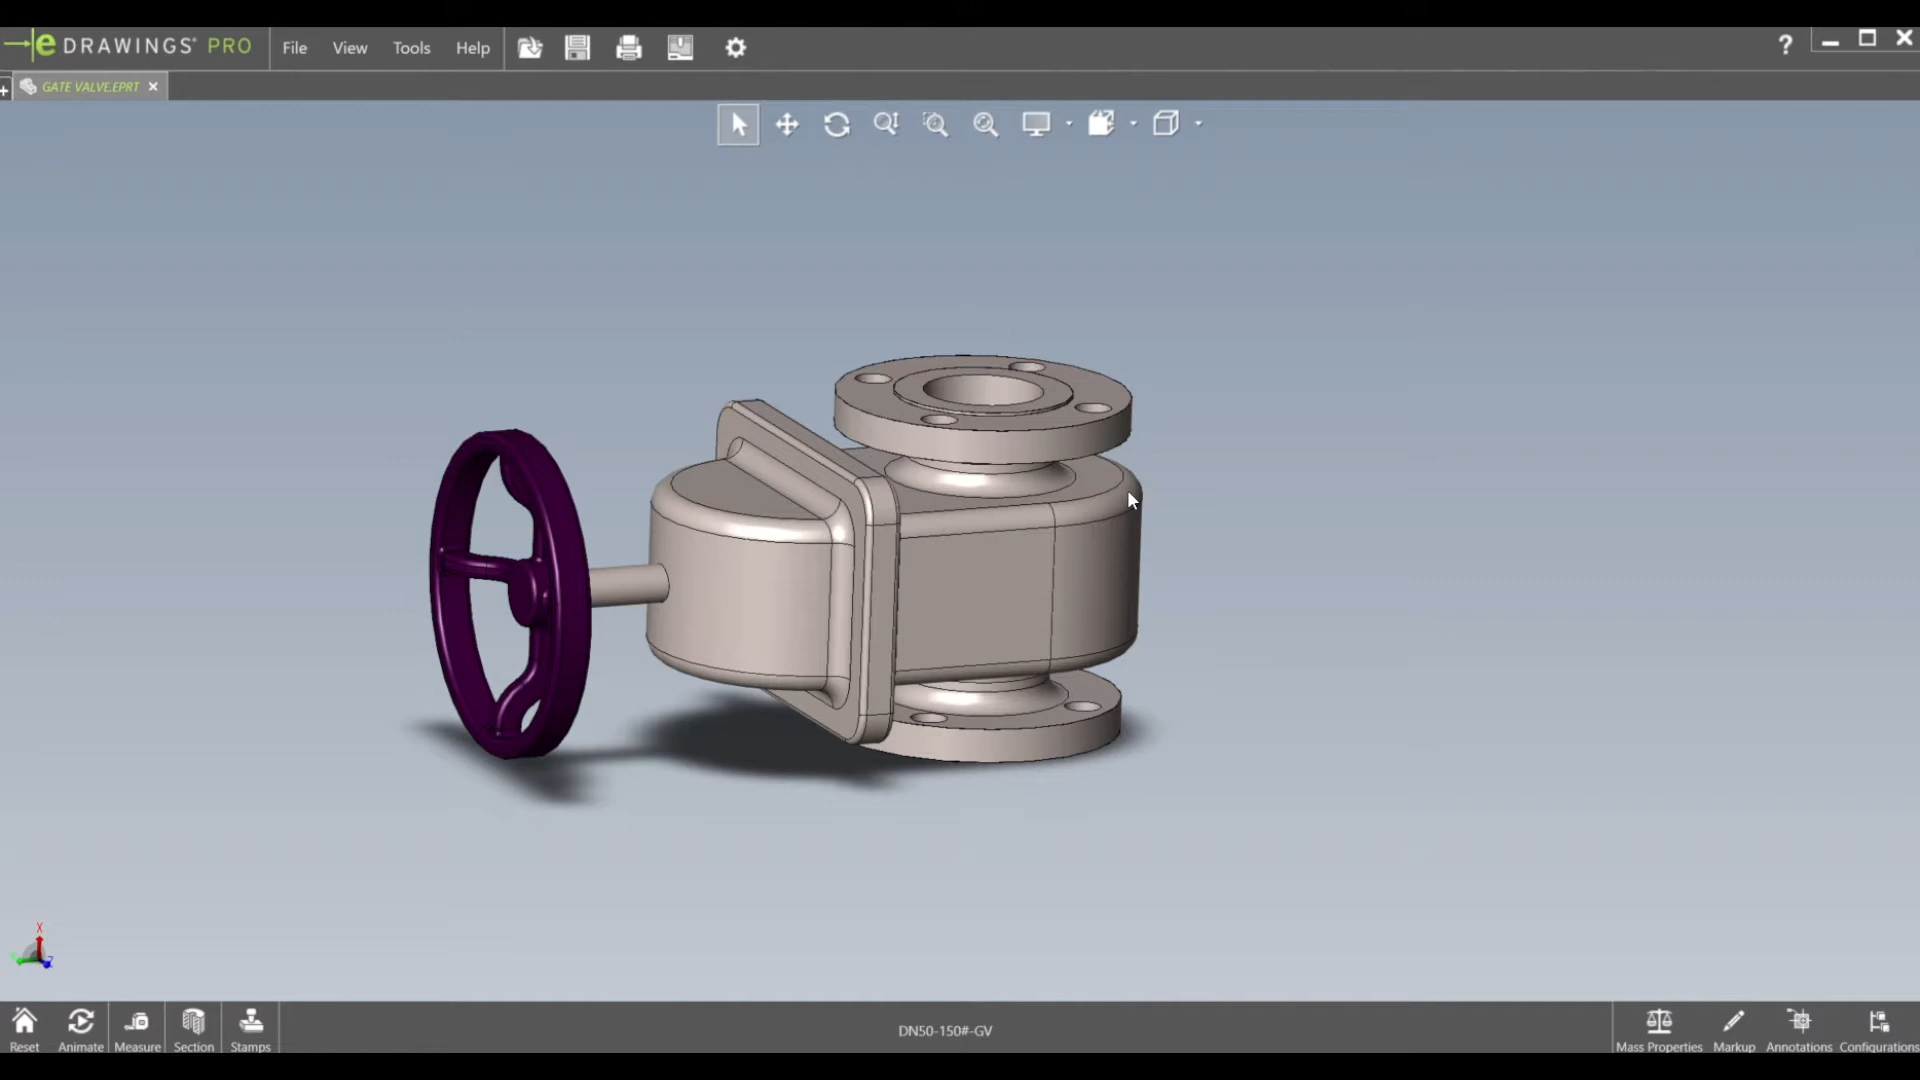 eDRAWINGS® PRO File View Tools Help ?
+ GATE VALVE.EPRT ×
X
Z
DN50-150#-GV
Reset Animate Measure Section Stamps Mass Properties Markup Annotations Configurations